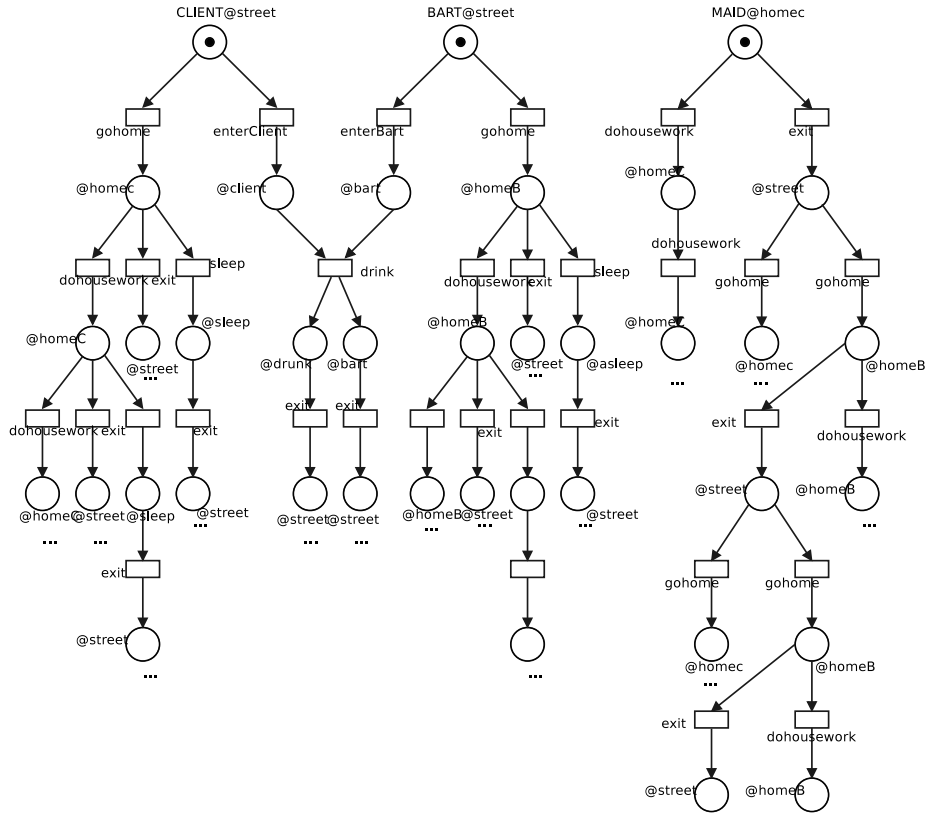 CLIENT@street BART@street MAID@homec
gohome enterClient enterBart gohome dohousework exit
@homec @client @bart @homeB @homeC @street
dohousework exit sleep drink dohousework exit sleep dohousework gohome gohome
@homeC @street @sleep @drunk @bart @homeB @street @asleep @homeC @homec @homeB
... ... ... ...
dohousework exit exit exit exit exit exit exit dohousework
@homeC @street @sleep @street @street @street @homeB @street @street @street @homeB
... ... ... ... ... ... ... ... ...
exit gohome gohome
@street @homec @homeB
... ... ...
exit dohousework
@street @homeB